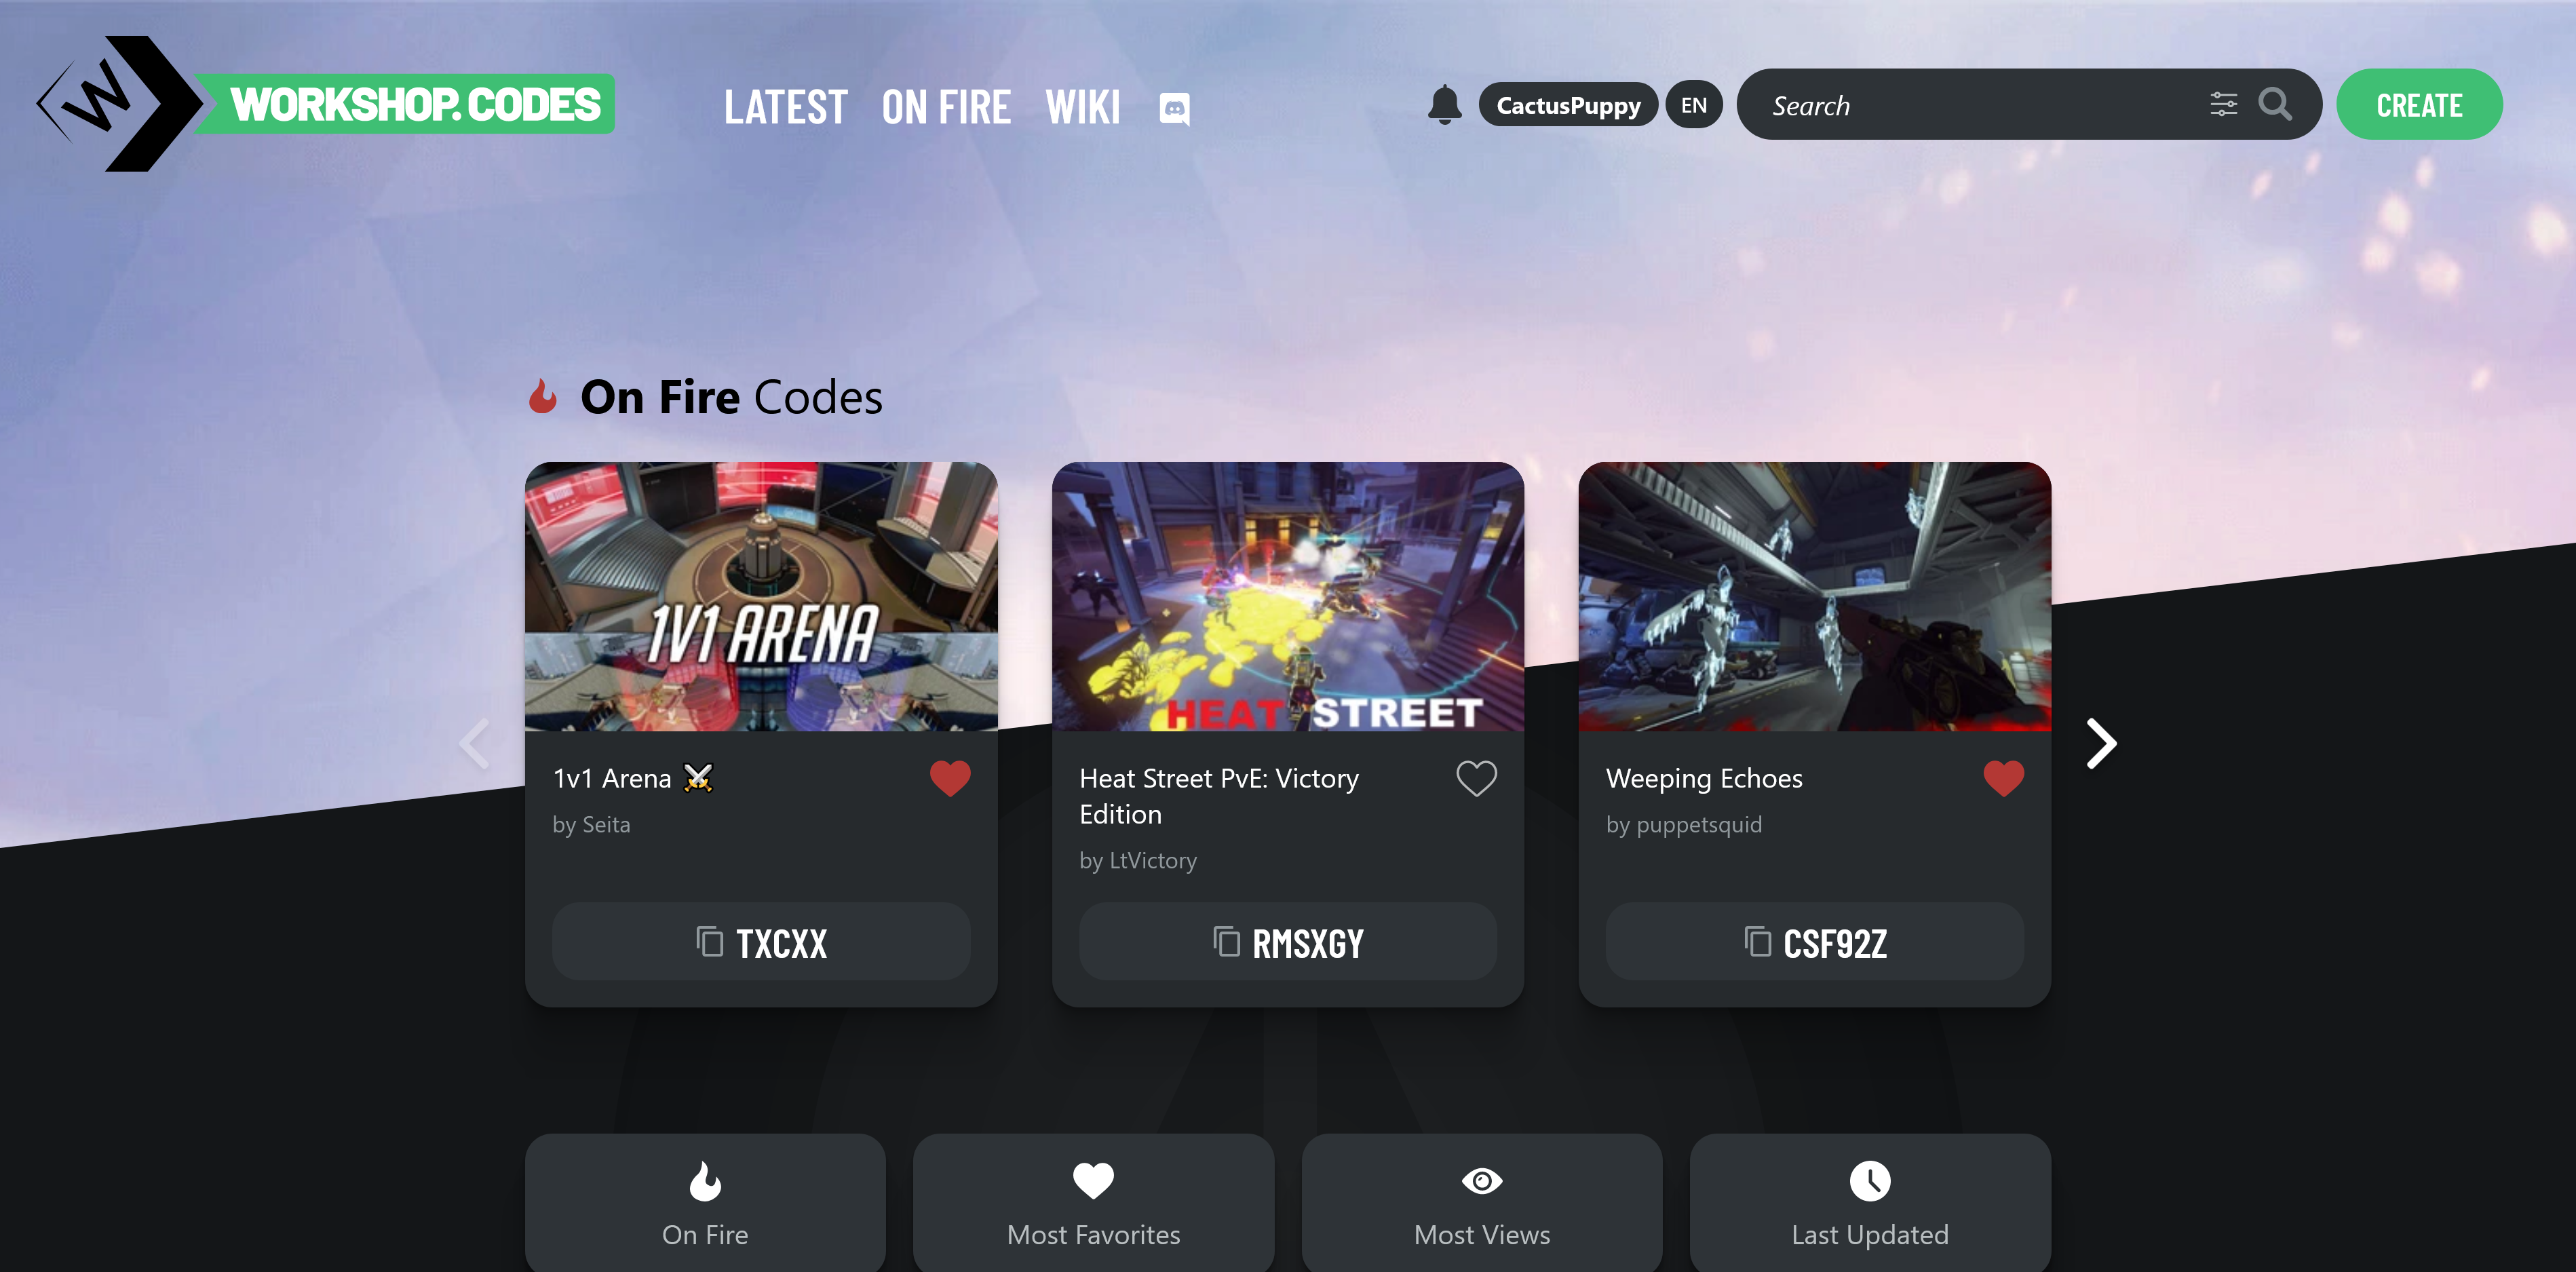 W
WORKSHOP.CODES
LATEST
ON FIRE
WIKI
CactusPuppy
EN
Search
CREATE
On Fire Codes
1V1 ARENA
HEAT STREET
1v1 Arena ⚔️
by Seita
TXCXX
Heat Street PvE: Victory
Edition
by LtVictory
RMSXGY
Weeping Echoes
by puppetsquid
CSF92Z
On Fire
Most Favorites
Most Views
Last Updated